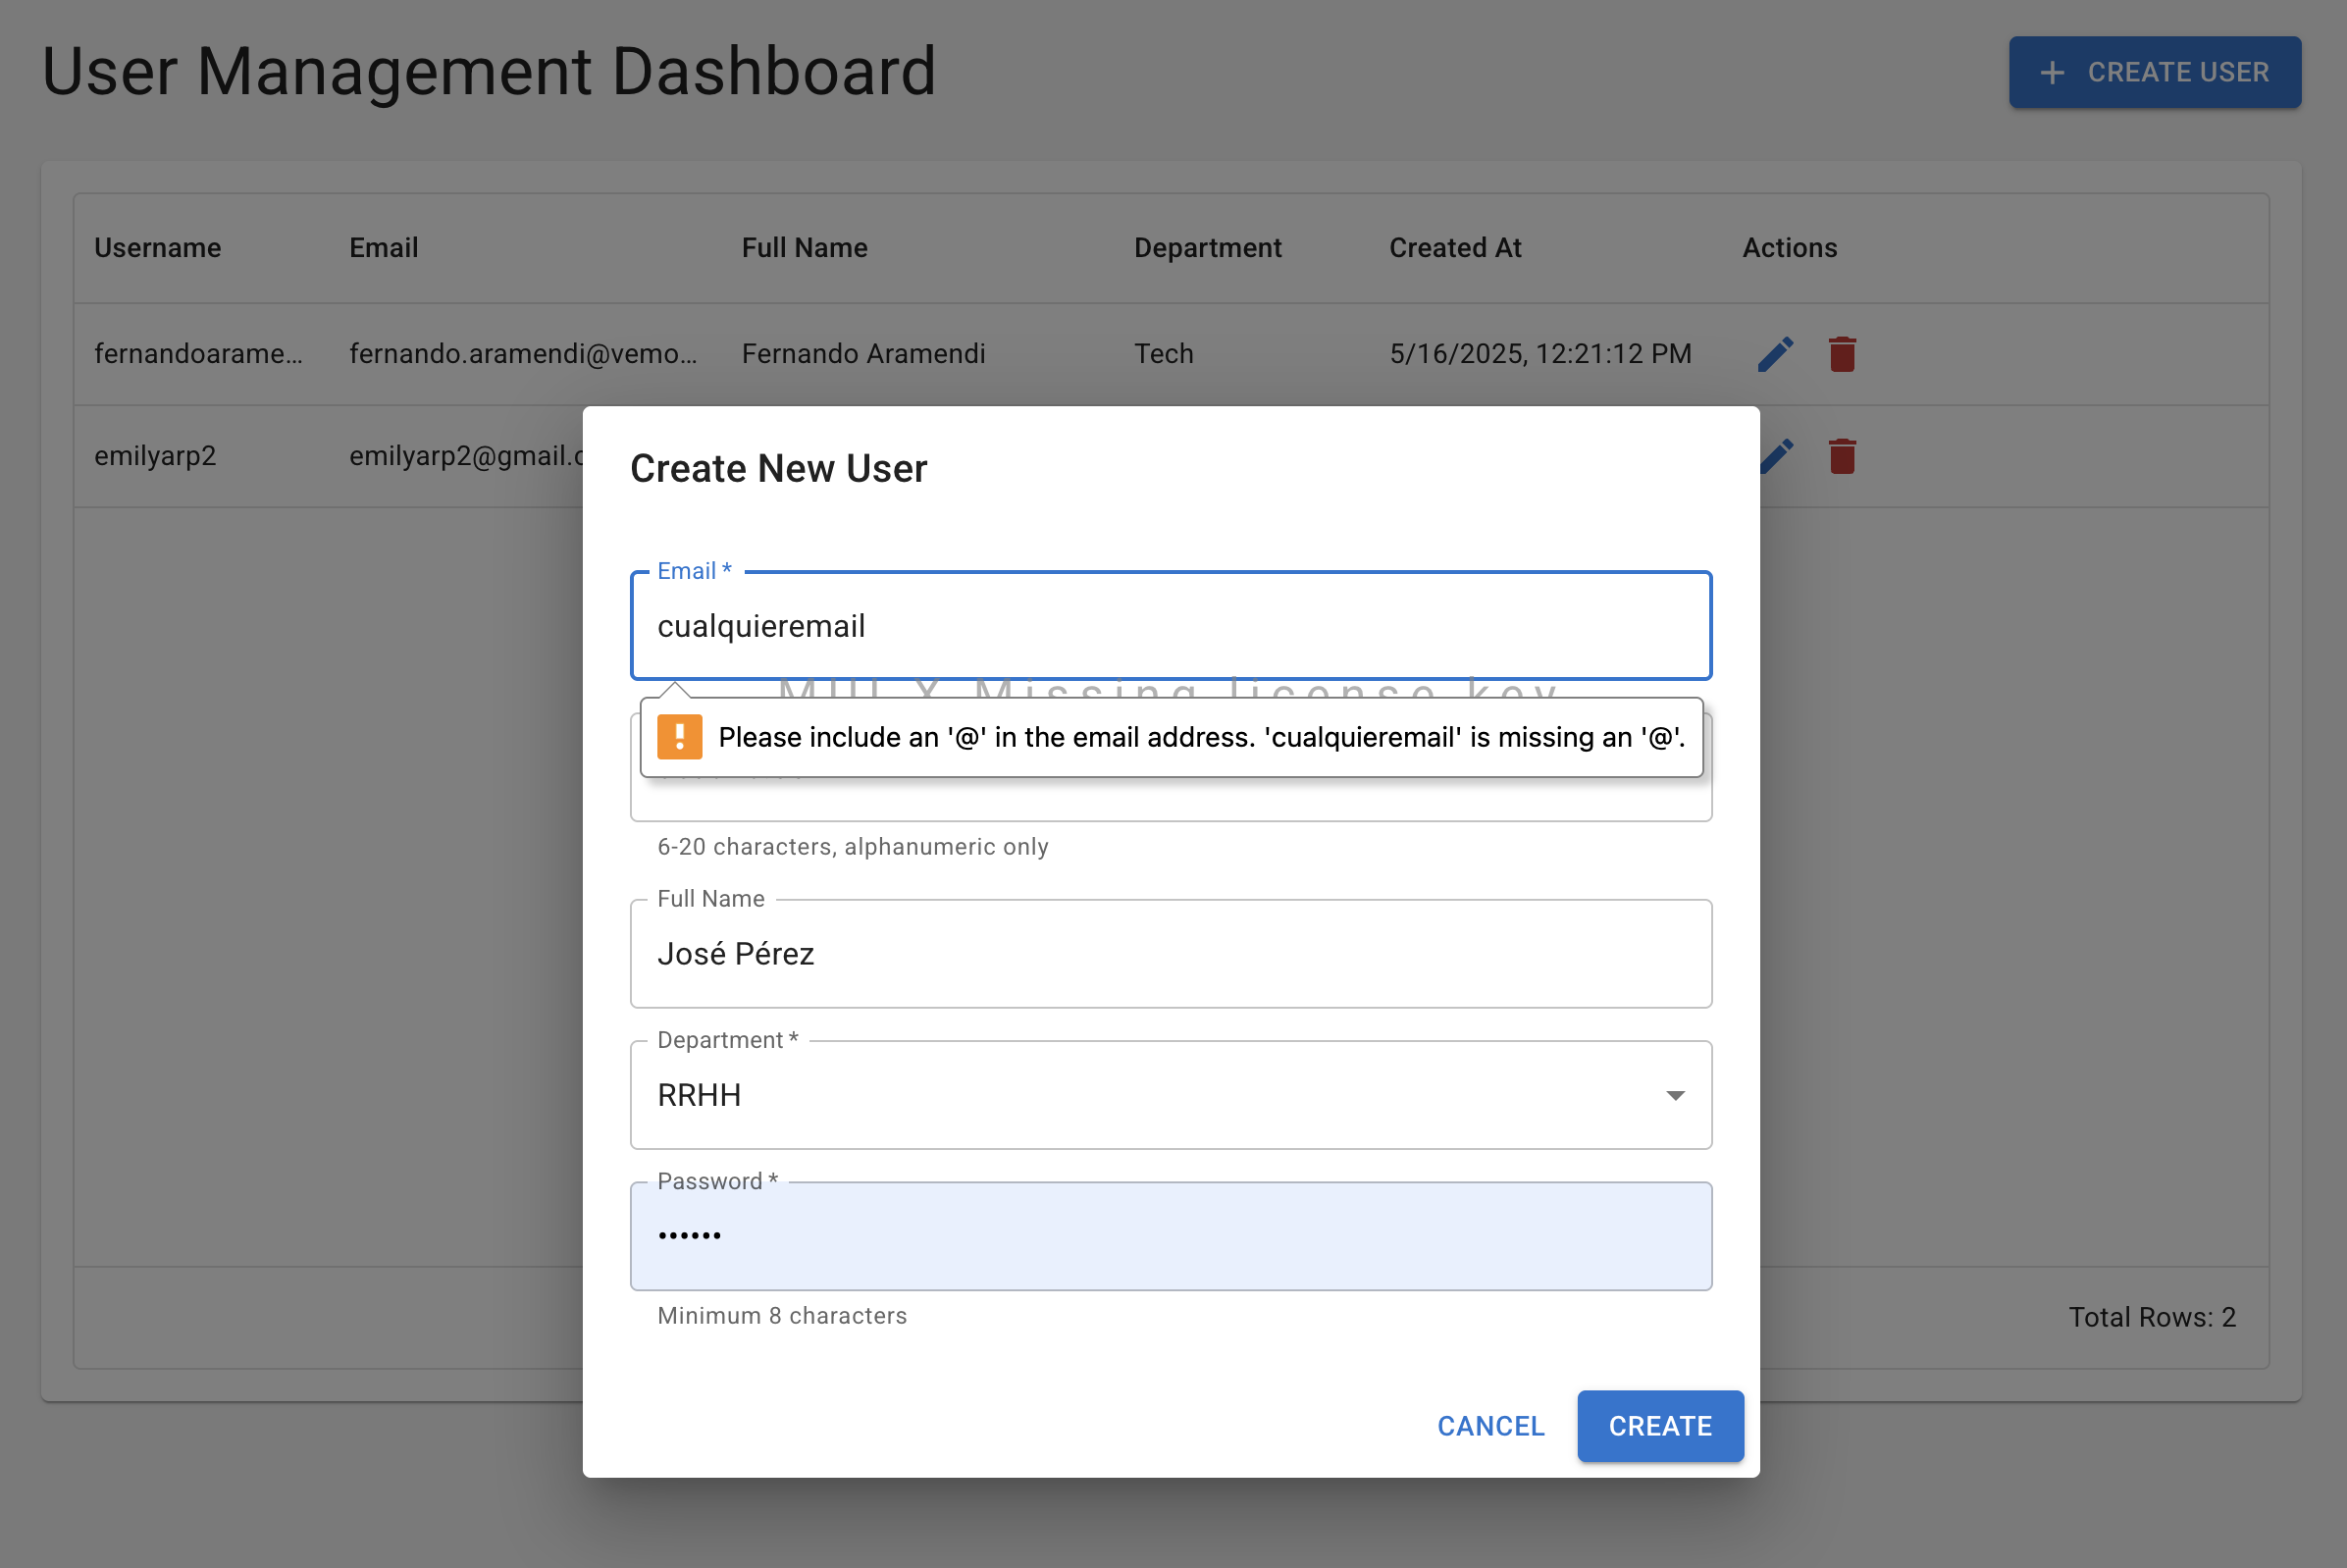 User Management Dashboard
+ CREATE USER
Username Email Full Name Department Created At Actions
fernandoarame... fernando.aramendi@vemo... Fernando Aramendi Tech 5/16/2025, 12:21:12 PM
emilyarp2 emilyarp2@gmail.c
Create New User
Email *
cualquieremail
MUI X Missing license key
Please include an '@' in the email address. 'cualquieremail' is missing an '@'.
6-20 characters, alphanumeric only
Full Name
José Pérez
Department *
RRHH
Password *
••••••
Minimum 8 characters
Total Rows: 2
CANCEL CREATE